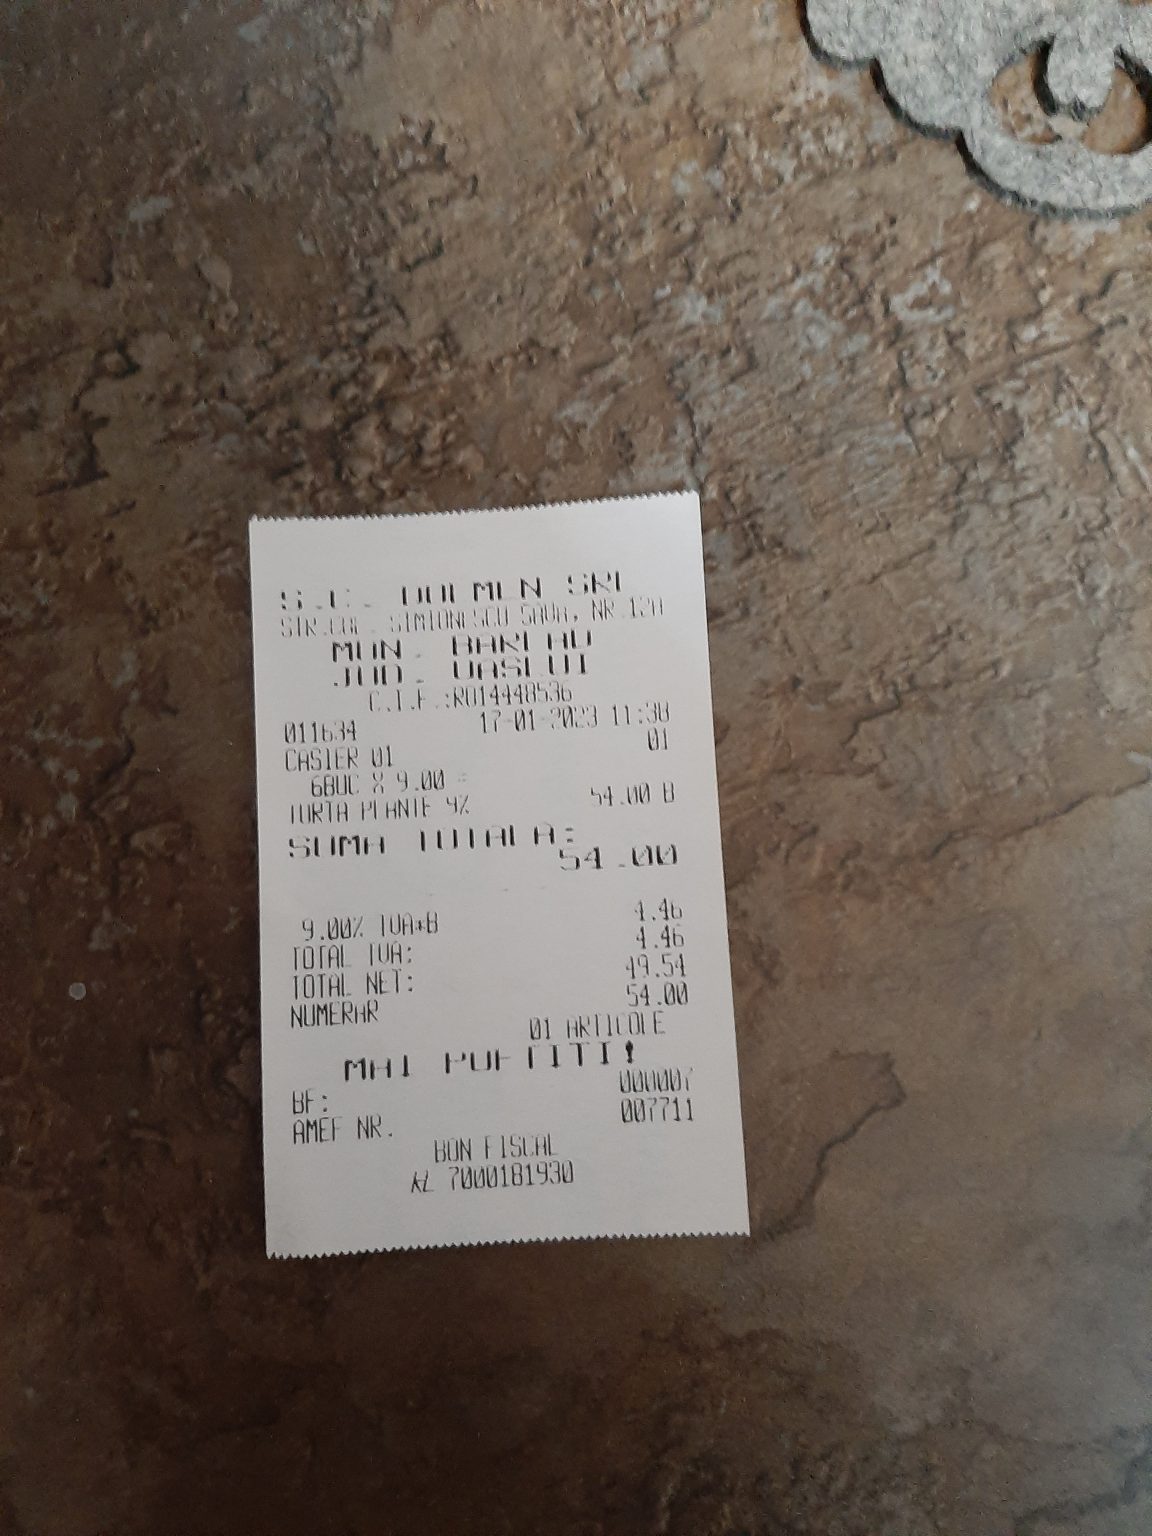 S.C. DOLMEN SRL
STR.COL. SIMIONESCU SAVA, NR.12A
MUN. BARLAD
JUD. VASLUI
C.I.F.:RO14448536
011634 17-01-2023 11:38
CASIER 01 01
6BUC X 9.00 =
TURTA PLANTE 9% 54.00 B
SUMA TOTALA:
54.00
9.00% TVA*B 4.46
TOTAL TVA: 4.46
TOTAL NET: 49.54
NUMERAR 54.00
01 ARTICOLE
MAI POFTITI!
BF: 000007
AMEF NR. 007711
BON FISCAL
7000181930